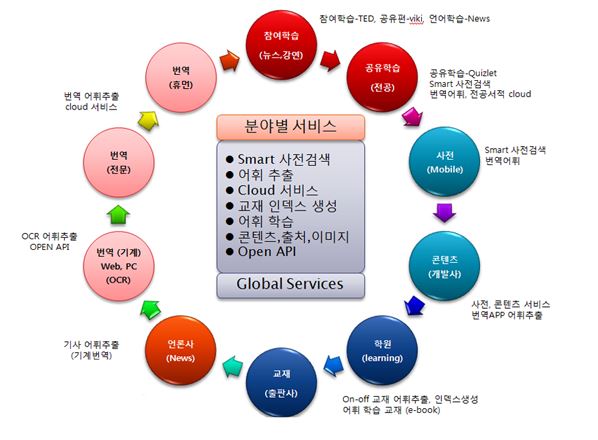 참여학습-TED, 공유편-viki, 언어학습-News
참여학습
(뉴스,강연)
공유학습
(전공)
공유학습-Quizlet
Smart 사전검색
번역어휘, 전공서적 cloud
사전
(Mobile)
Smart 사전검색
번역어휘
콘텐츠
(개발사)
사전, 콘텐츠 서비스
번역APP 어휘추출
학원
(learning)
On-off 교재 어휘추출, 인덱스생성
어휘 학습 교재 (e-book)
교재
(출판사)
언론사
(News)
기사 어휘추출
(기계번역)
번역 (기계)
Web, PC
(OCR)
OCR 어휘추출
OPEN API
번역
(전문)
번역 어휘추출
cloud 서비스
번역
(휴먼)
분야별 서비스
● Smart 사전검색
● 어휘 추출
● Cloud 서비스
● 교재 인덱스 생성
● 어휘 학습
● 콘텐츠,출처,이미지
● Open API
Global Services